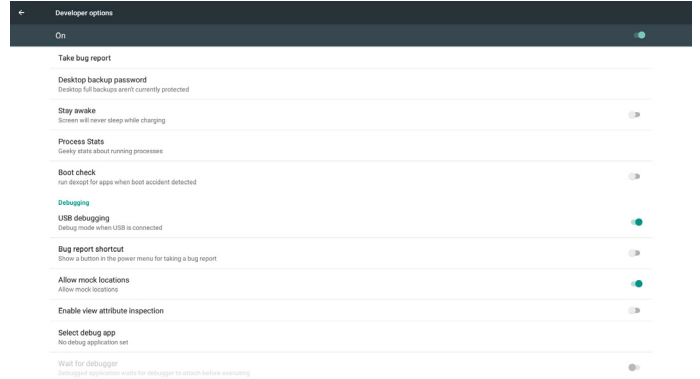 Developer options
On
Take bug report
Desktop backup password
Desktop full backups aren't currently protected
Stay awake
Screen will never sleep while charging
Process Stats
Geeky stats about running processes
Boot check
run dexopt for apps when boot accident detected
Debugging
USB debugging
Debug mode when USB is connected
Bug report shortcut
Show a button in the power menu for taking a bug report
Allow mock locations
Allow mock locations
Enable view attribute inspection
Select debug app
No debug application set
Wait for debugger
Debugged application waits for debugger to attach before executing